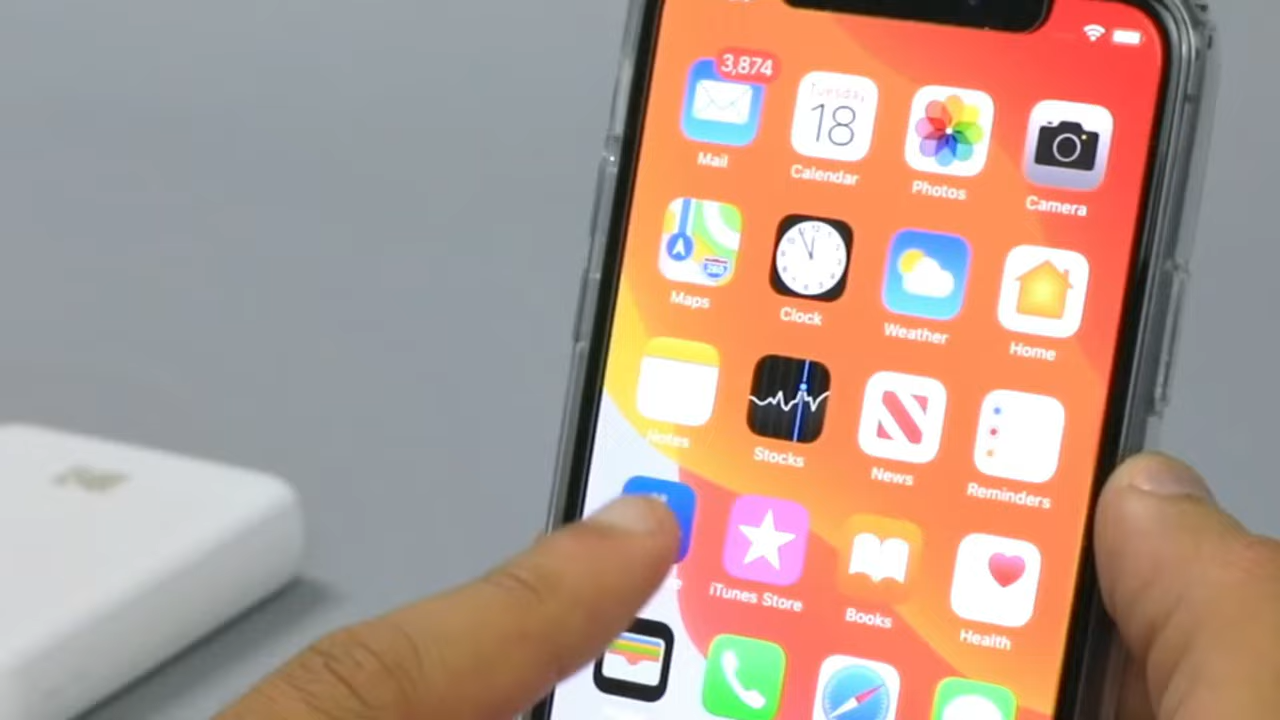 3,874
Tuesday
18
Mail
Calendar
Photos
Camera
280
Maps
Clock
Weather
Home
Notes
Stocks
News
Reminders
iTunes Store
Books
Health